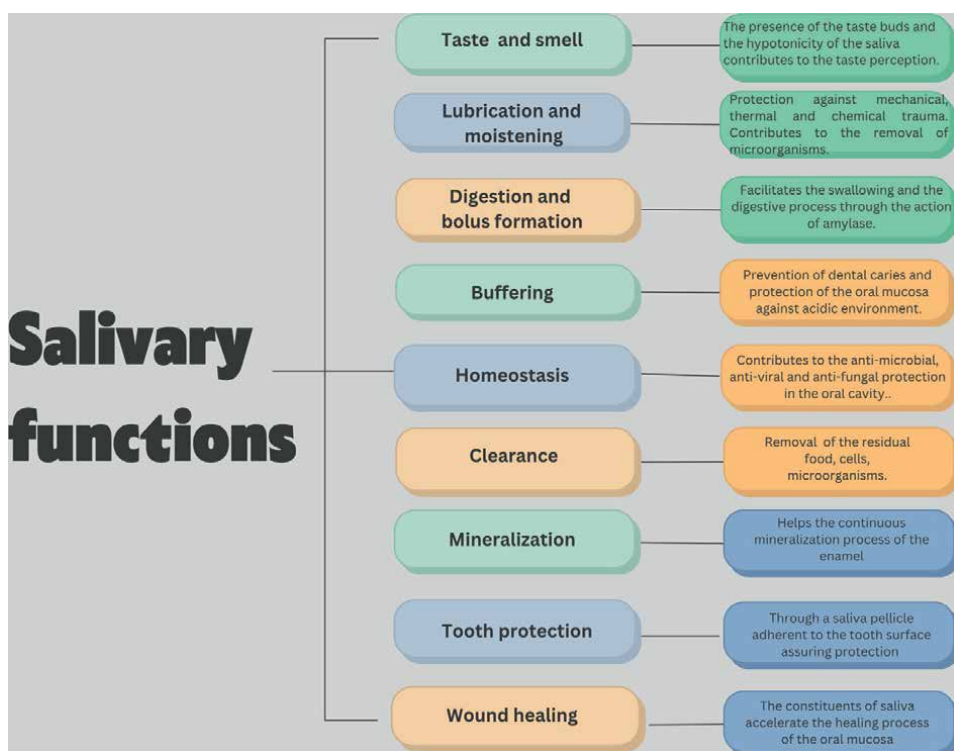 Salivary
functions
Taste and smell
The presence of the taste buds and
the hypotonicity of the saliva
contributes to the taste perception.
Lubrication and
moistening
Protection against mechanical,
thermal and chemical trauma.
Contributes to the removal of
microorganisms.
Digestion and
bolus formation
Facilitates the swallowing and the
digestive process through the action
of amylase.
Buffering
Prevention of dental caries and
protection of the oral mucosa
against acidic environment.
Homeostasis
Contributes to the anti-microbial,
anti-viral and anti-fungal protection
in the oral cavity..
Clearance
Removal of the residual
food, cells,
microorganisms.
Mineralization
Helps the continuous
mineralization process of the
enamel
Tooth protection
Through a saliva pellicle
adherent to the tooth surface
assuring protection
Wound healing
The constituents of saliva
accelerate the healing process
of the oral mucosa